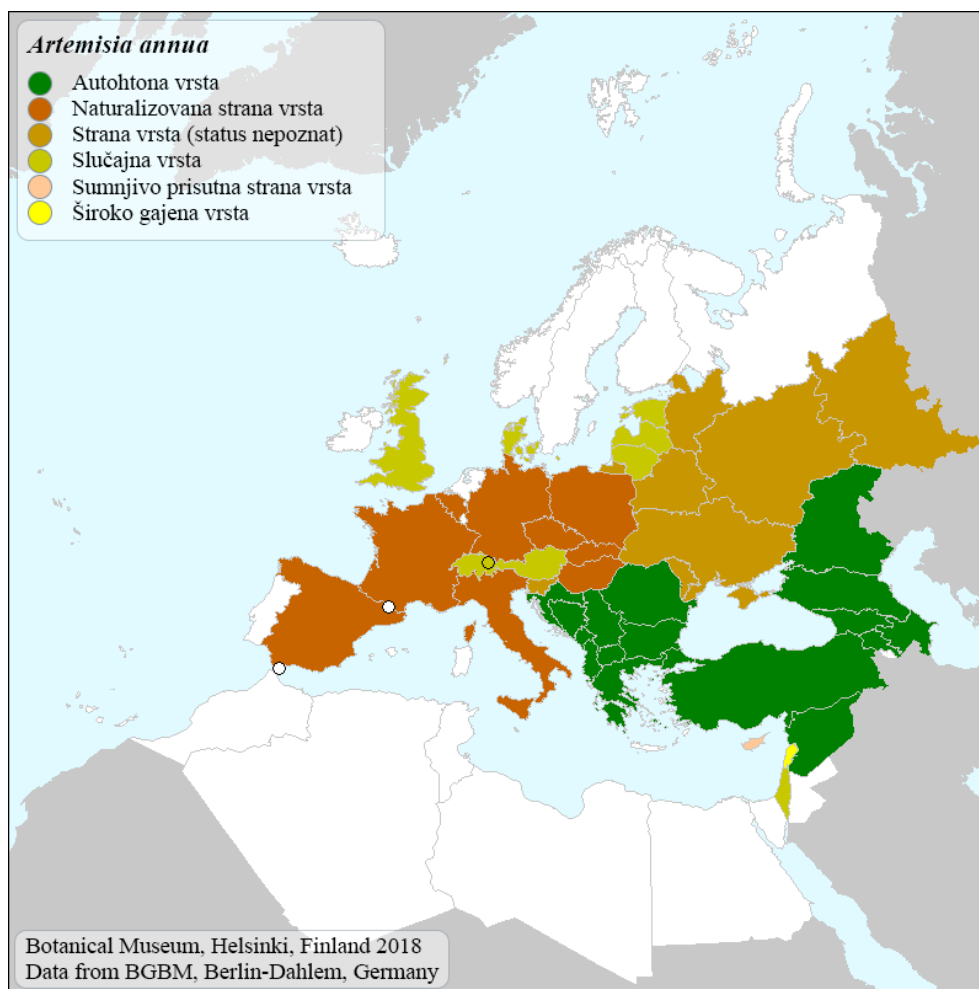 Artemisia annua
Autohtona vrsta
Naturalizovana strana vrsta
Strana vrsta (status nepoznat)
Slučajna vrsta
Sumnjivo prisutna strana vrsta
Široko gajena vrsta
Botanical Museum, Helsinki, Finland 2018
Data from BGBM, Berlin-Dahlem, Germany